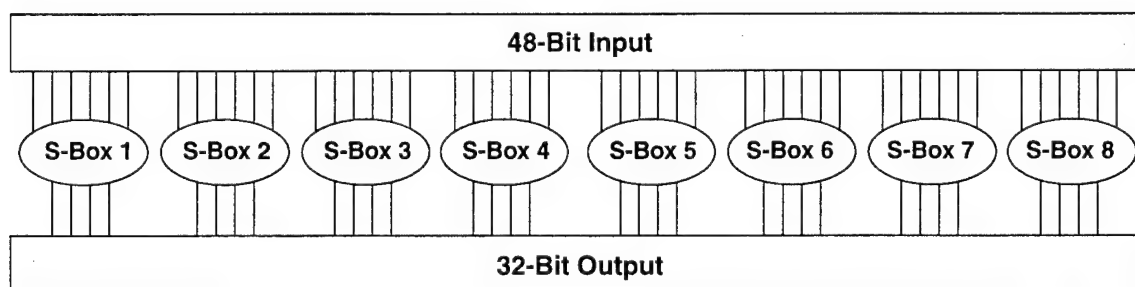 48-Bit Input
S-Box 1 S-Box 2 S-Box 3 S-Box 4 S-Box 5 S-Box 6 S-Box 7 S-Box 8
32-Bit Output